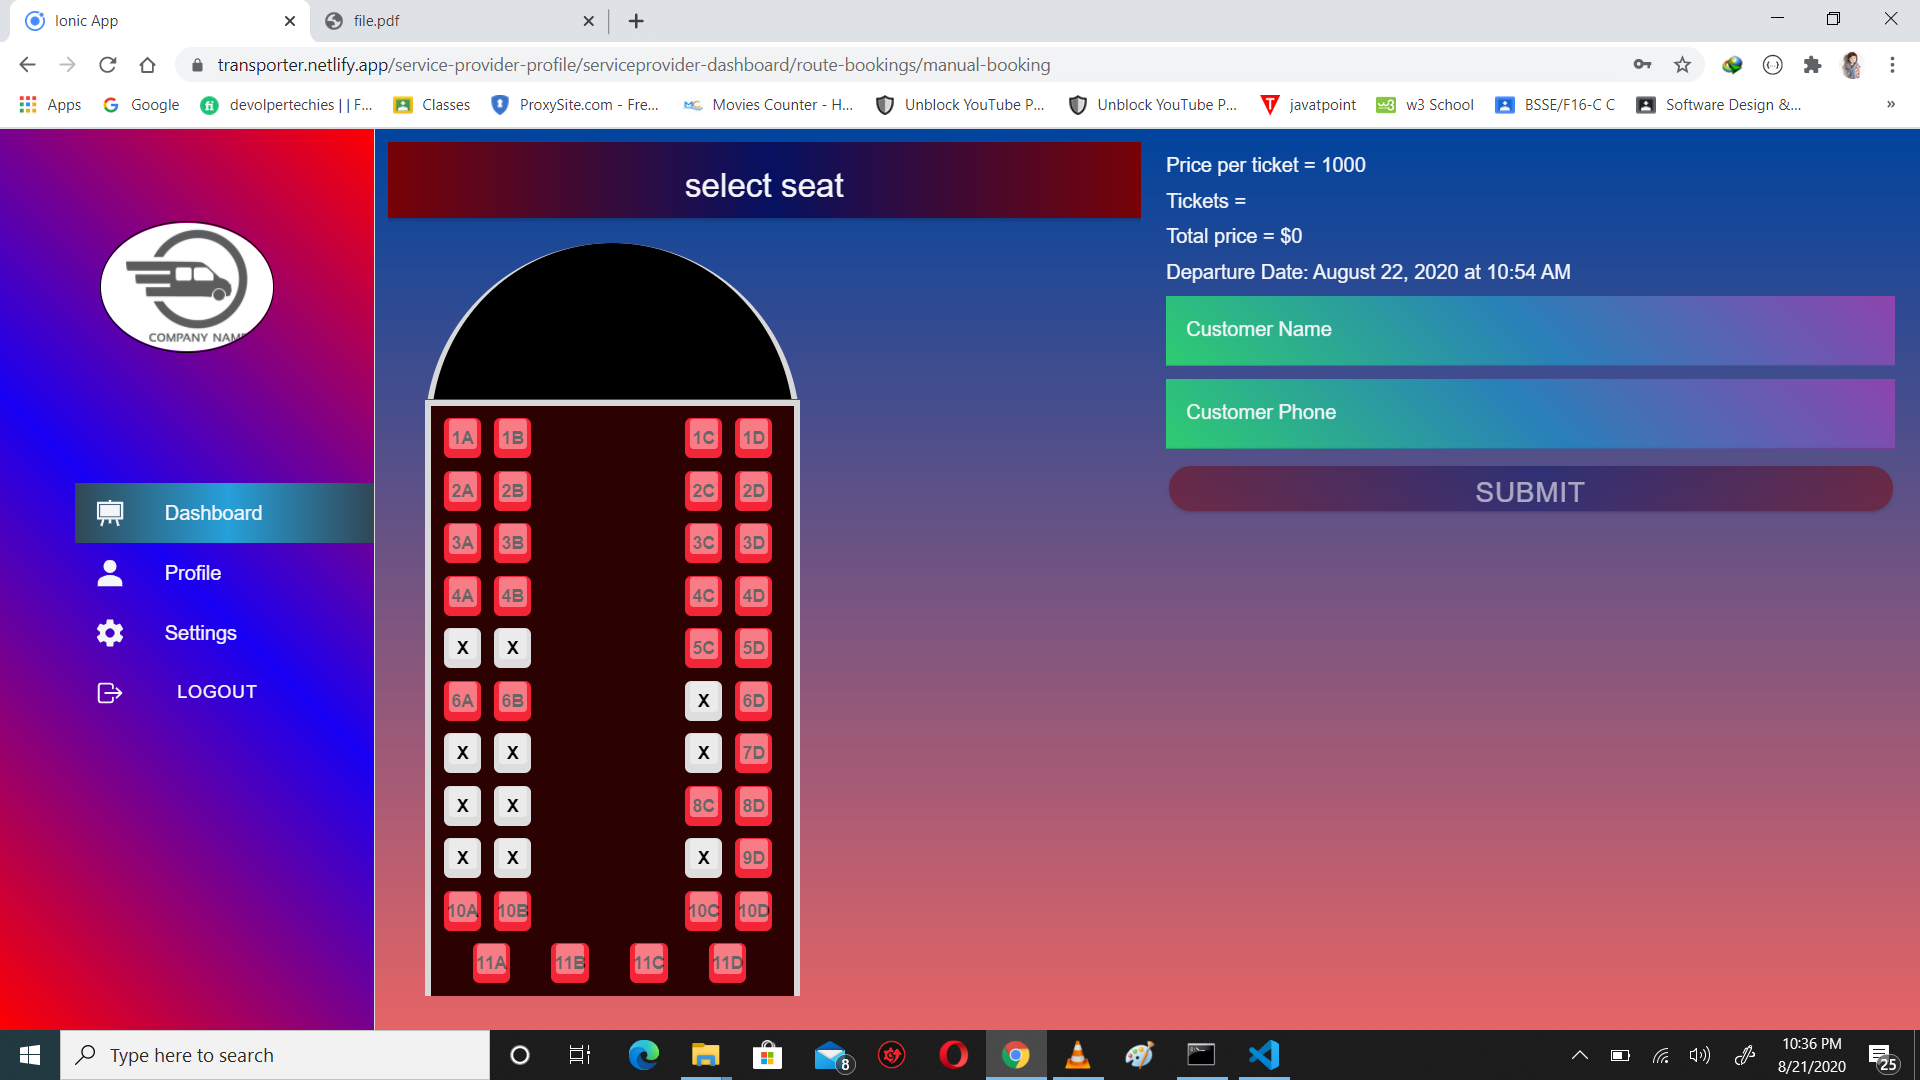 Ionic App
file.pdf
transporter.netlify.app/service-provider-profile/serviceprovider-dashboard/route-bookings/manual-booking
Apps Google devolpertechies | | F... Classes ProxySite.com - Fre... Movies Counter - H... Unblock YouTube P... Unblock YouTube P... javatpoint w3 School BSSE/F16-C C Software Design &... »
COMPANY NAM
Dashboard
Profile
Settings
LOGOUT
select seat
1A 1B 1C 1D
2A 2B 2C 2D
3A 3B 3C 3D
4A 4B 4C 4D
X X 5C 5D
6A 6B X 6D
X X X 7D
X X 8C 8D
X X X 9D
10A 10B 10C 10D
11A 11B 11C 11D
Price per ticket = 1000
Tickets =
Total price = $0
Departure Date: August 22, 2020 at 10:54 AM
Customer Name
Customer Phone
SUBMIT
Type here to search
8
10:36 PM
8/21/2020
25